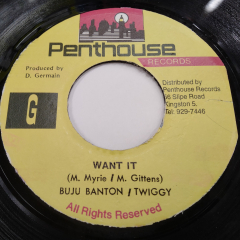 A
Penthouse
RECORDS
Produced by
D. Germain
Distributed by
Penthouse Records
6 Slipe Road
Kingston 5.
Tel. 929-7446
G
WANT IT
(M. Myrie / M. Gittens)
BUJU BANTON / TWIGGY
All Rights Reserved